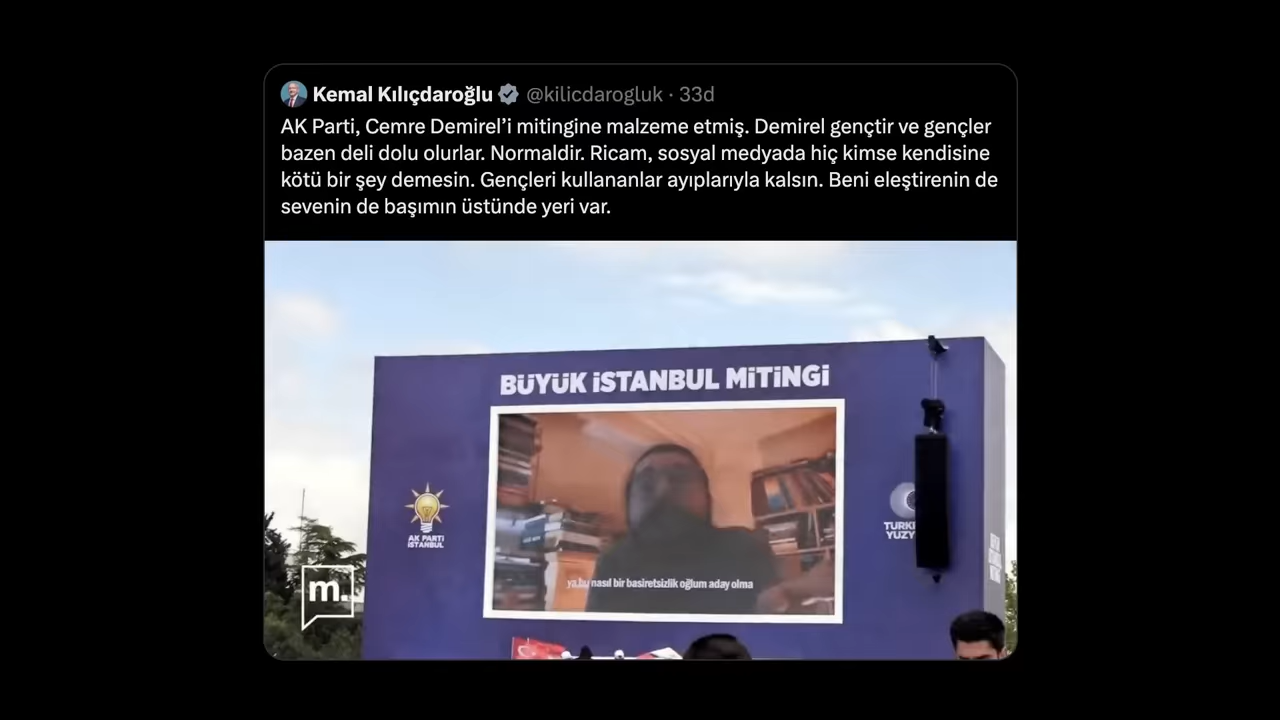 Kemal Kılıçdaroğlu @kilicdarogluk · 33d
AK Parti, Cemre Demirel’i mitingine malzeme etmiş. Demirel gençtir ve gençler
bazen deli dolu olurlar. Normaldir. Ricam, sosyal medyada hiç kimse kendisine
kötü bir şey demesin. Gençleri kullananlar ayıplarıyla kalsın. Beni eleştirenin de
sevenin de başımın üstünde yeri var.
BÜYÜK İSTANBUL MİTİNGİ
AK PARTİ
İSTANBUL
ya bu nasıl bir basiretsizlik oğlum aday olma
m.